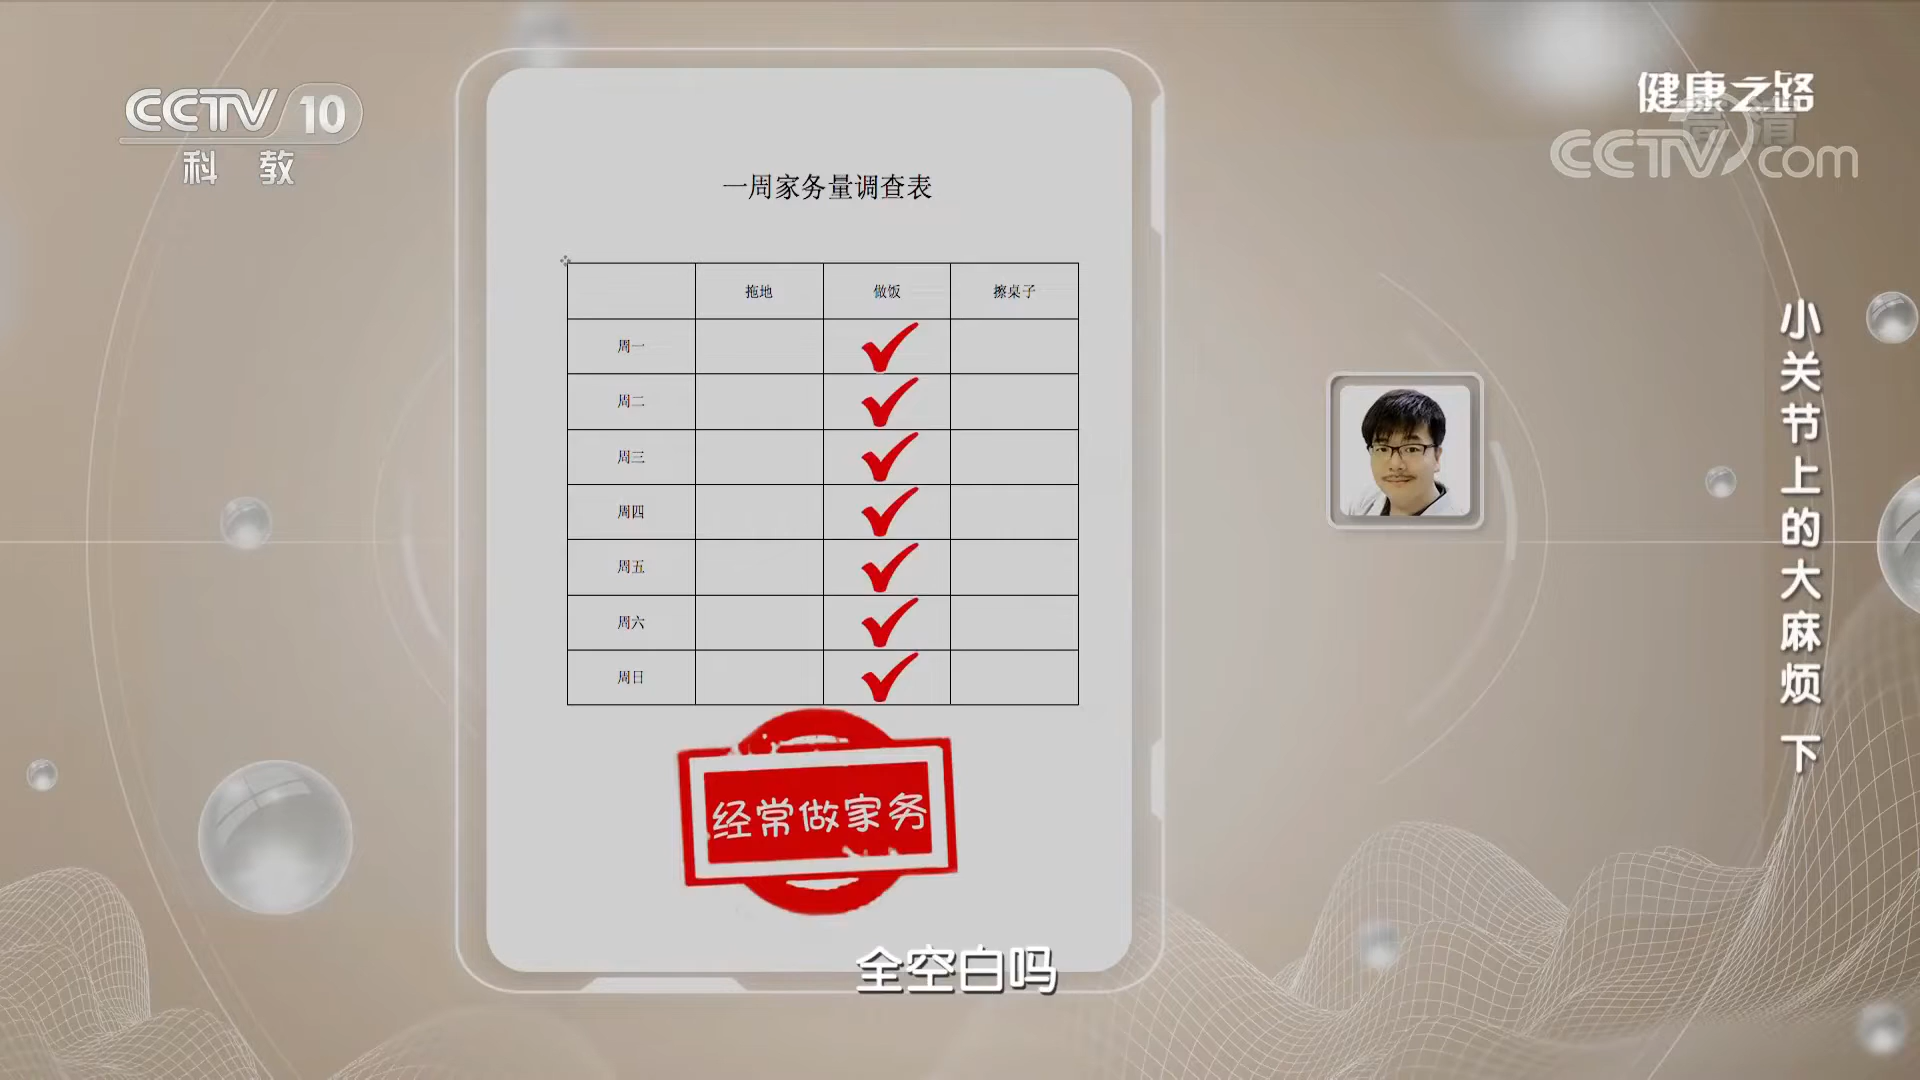 CCTV 10
科 教
健康之路
高清
CCTV.com
一周家务量调查表
拖地 做饭 擦桌子
周一
周二
周三
周四
周五
周六
周日
经常做家务
小关节上的大麻烦 下
全空白吗